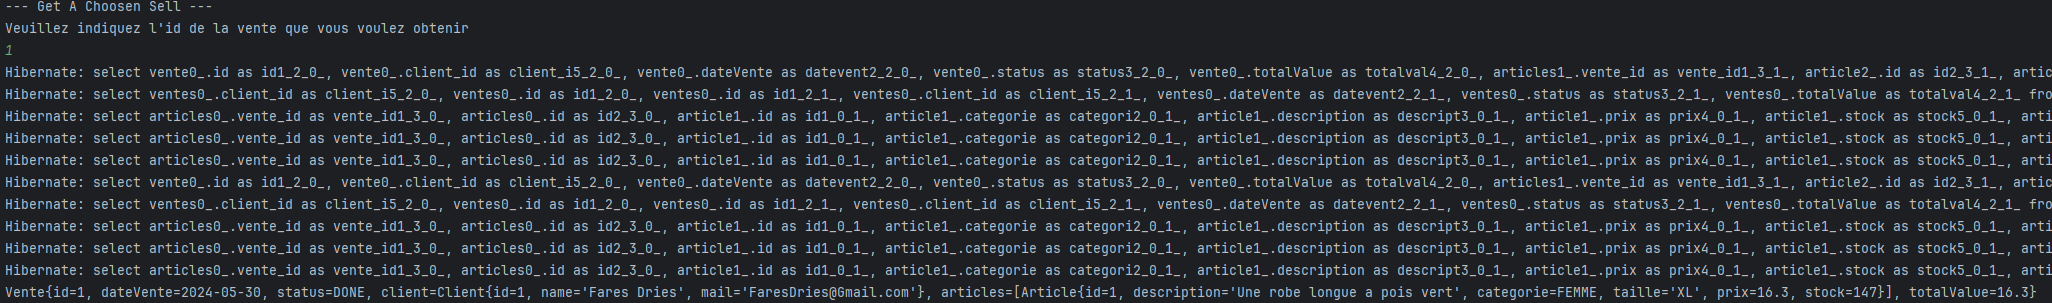 --- Get A Choosen Sell ---
Veuillez indiquez l'id de la vente que vous voulez obtenir
1
Hibernate: select vente0_.id as id1_2_0_, vente0_.client_id as client_i5_2_0_, vente0_.dateVente as datevent2_2_0_, vente0_.status as status3_2_0_, vente0_.totalValue as totalval4_2_0_, articles1_.vente_id as vente_id1_3_1_, article2_.id as id2_3_1_, artic
Hibernate: select ventes0_.client_id as client_i5_2_0_, ventes0_.id as id1_2_0_, ventes0_.id as id1_2_1_, ventes0_.client_id as client_i5_2_1_, ventes0_.dateVente as datevent2_2_1_, ventes0_.status as status3_2_1_, ventes0_.totalValue as totalval4_2_1_ fro
Hibernate: select articles0_.vente_id as vente_id1_3_0_, articles0_.id as id2_3_0_, article1_.id as id1_0_1_, article1_.categorie as categori2_0_1_, article1_.description as descript3_0_1_, article1_.prix as prix4_0_1_, article1_.stock as stock5_0_1_, arti
Hibernate: select articles0_.vente_id as vente_id1_3_0_, articles0_.id as id2_3_0_, article1_.id as id1_0_1_, article1_.categorie as categori2_0_1_, article1_.description as descript3_0_1_, article1_.prix as prix4_0_1_, article1_.stock as stock5_0_1_, arti
Hibernate: select articles0_.vente_id as vente_id1_3_0_, articles0_.id as id2_3_0_, article1_.id as id1_0_1_, article1_.categorie as categori2_0_1_, article1_.description as descript3_0_1_, article1_.prix as prix4_0_1_, article1_.stock as stock5_0_1_, arti
Hibernate: select vente0_.id as id1_2_0_, vente0_.client_id as client_i5_2_0_, vente0_.dateVente as datevent2_2_0_, vente0_.status as status3_2_0_, vente0_.totalValue as totalval4_2_0_, articles1_.vente_id as vente_id1_3_1_, article2_.id as id2_3_1_, artic
Hibernate: select ventes0_.client_id as client_i5_2_0_, ventes0_.id as id1_2_0_, ventes0_.id as id1_2_1_, ventes0_.client_id as client_i5_2_1_, ventes0_.dateVente as datevent2_2_1_, ventes0_.status as status3_2_1_, ventes0_.totalValue as totalval4_2_1_ fro
Hibernate: select articles0_.vente_id as vente_id1_3_0_, articles0_.id as id2_3_0_, article1_.id as id1_0_1_, article1_.categorie as categori2_0_1_, article1_.description as descript3_0_1_, article1_.prix as prix4_0_1_, article1_.stock as stock5_0_1_, arti
Hibernate: select articles0_.vente_id as vente_id1_3_0_, articles0_.id as id2_3_0_, article1_.id as id1_0_1_, article1_.categorie as categori2_0_1_, article1_.description as descript3_0_1_, article1_.prix as prix4_0_1_, article1_.stock as stock5_0_1_, arti
Hibernate: select articles0_.vente_id as vente_id1_3_0_, articles0_.id as id2_3_0_, article1_.id as id1_0_1_, article1_.categorie as categori2_0_1_, article1_.description as descript3_0_1_, article1_.prix as prix4_0_1_, article1_.stock as stock5_0_1_, arti
Vente{id=1, dateVente=2024-05-30, status=DONE, client=Client{id=1, name='Fares Dries', mail='FaresDries@Gmail.com'}, articles=[Article{id=1, description='Une robe longue a pois vert', categorie=FEMME, taille='XL', prix=16.3, stock=147}], totalValue=16.3}